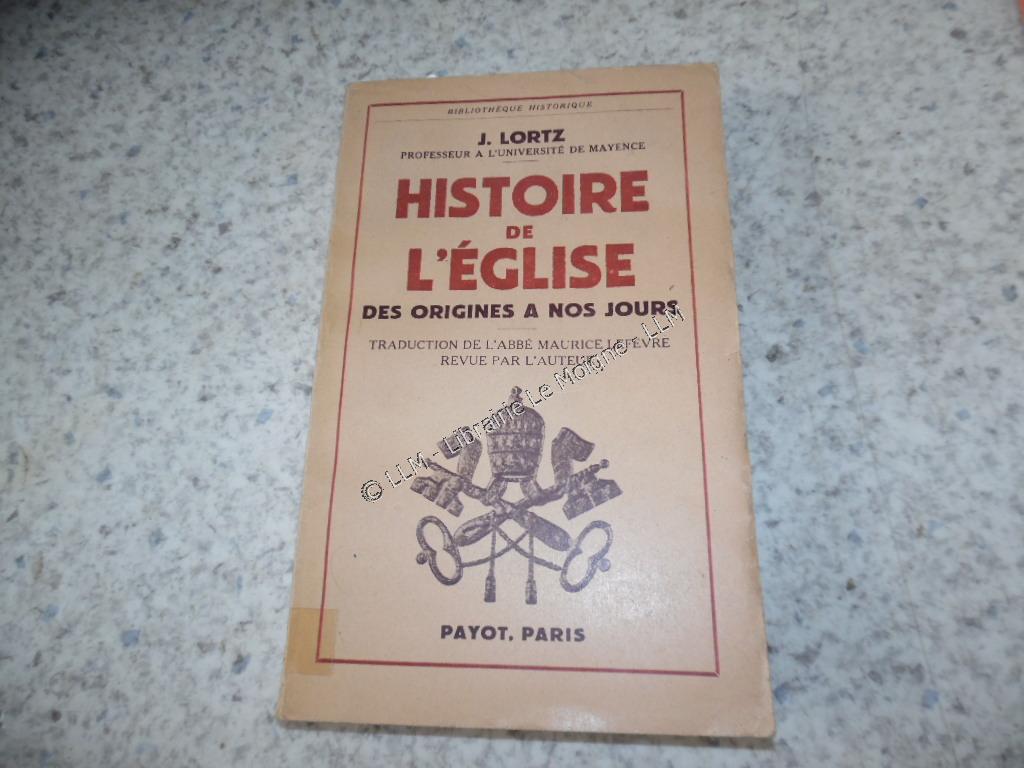 BIBLIOTHÈQUE HISTORIQUE
J. LORTZ
PROFESSEUR A L'UNIVERSITÉ DE MAYENCE
HISTOIRE
DE
L'ÉGLISE
DES ORIGINES A NOS JOURS
TRADUCTION DE L'ABBÉ MAURICE LEFÈVRE
REVUE PAR L'AUTEUR
© LLM - Librairie Le Moigne - LLM
PAYOT, PARIS